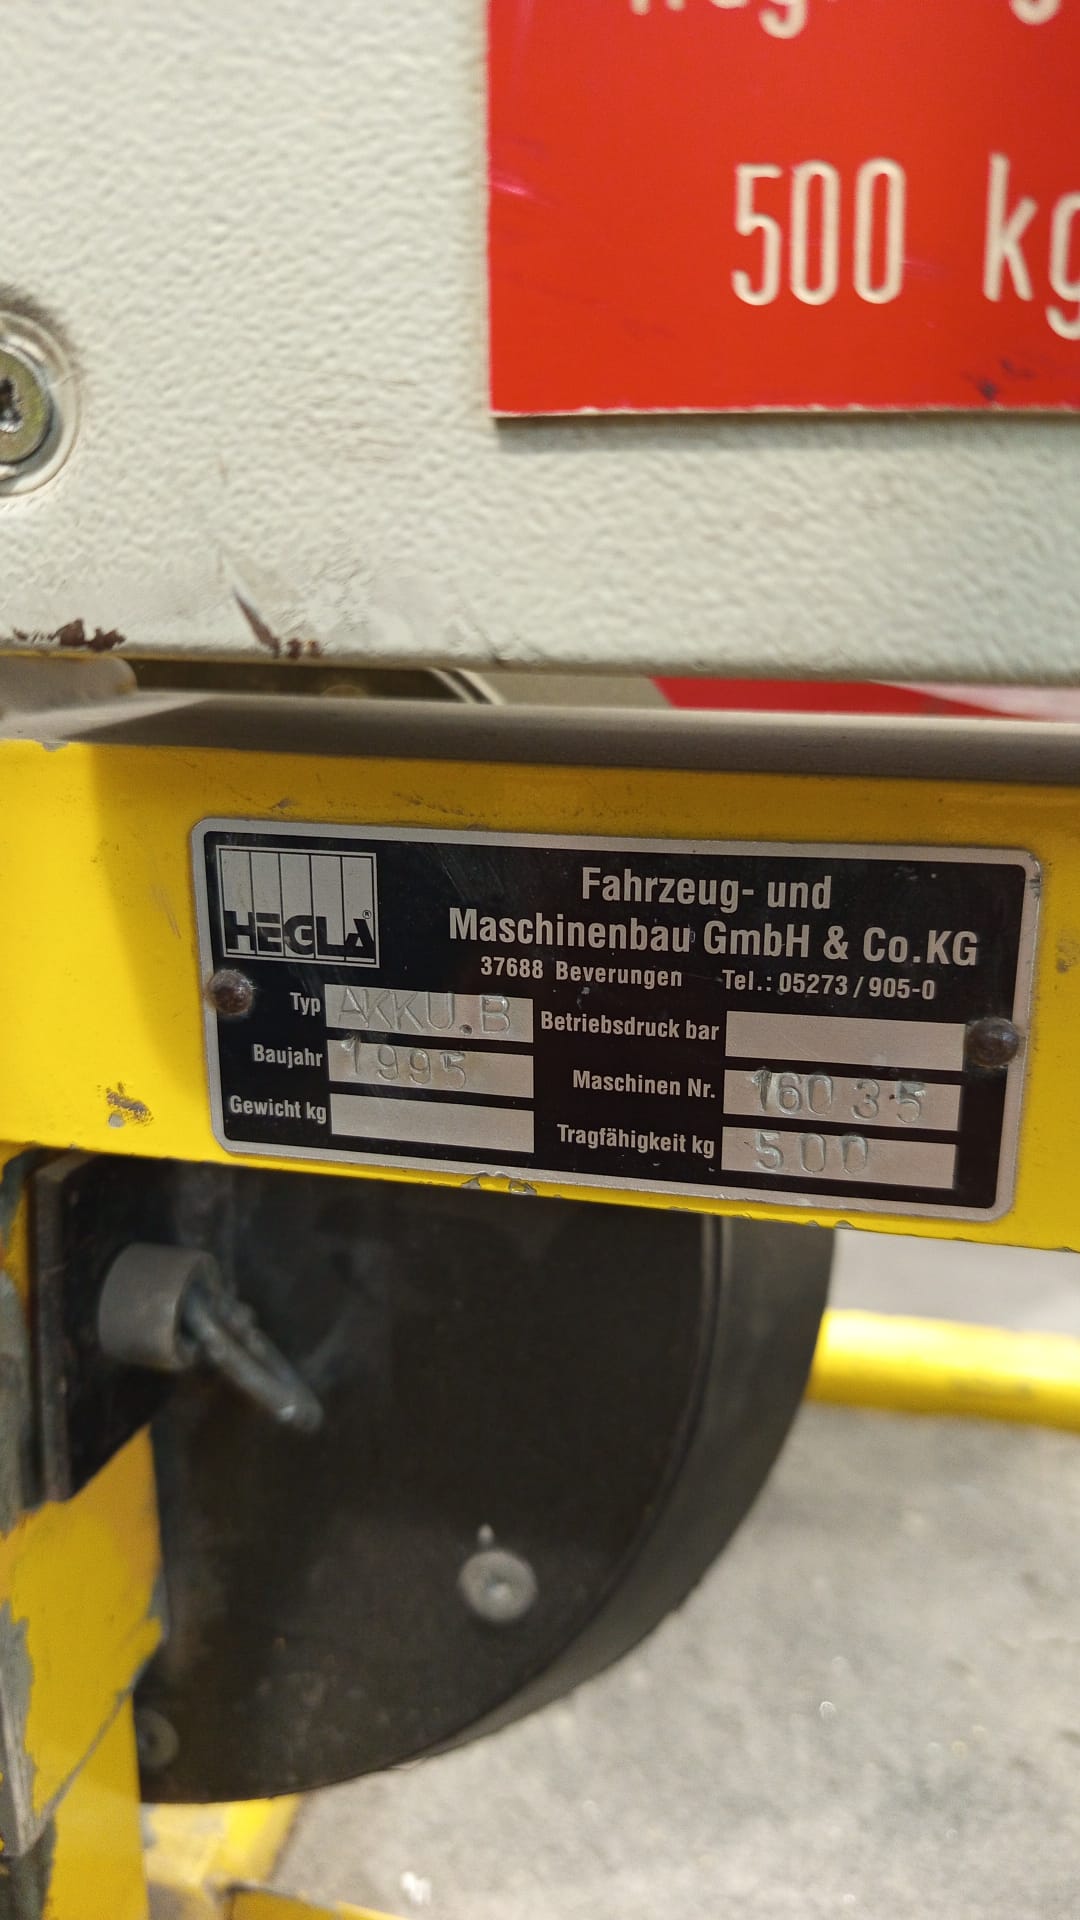 500 kg
HEGLA®
Fahrzeug- und
Maschinenbau GmbH & Co.KG
37688 Beverungen Tel.: 05273/905-0
Typ AKKU.B
Betriebsdruck bar
Baujahr 1995
Maschinen Nr. 16035
Gewicht kg
Tragfähigkeit kg 500